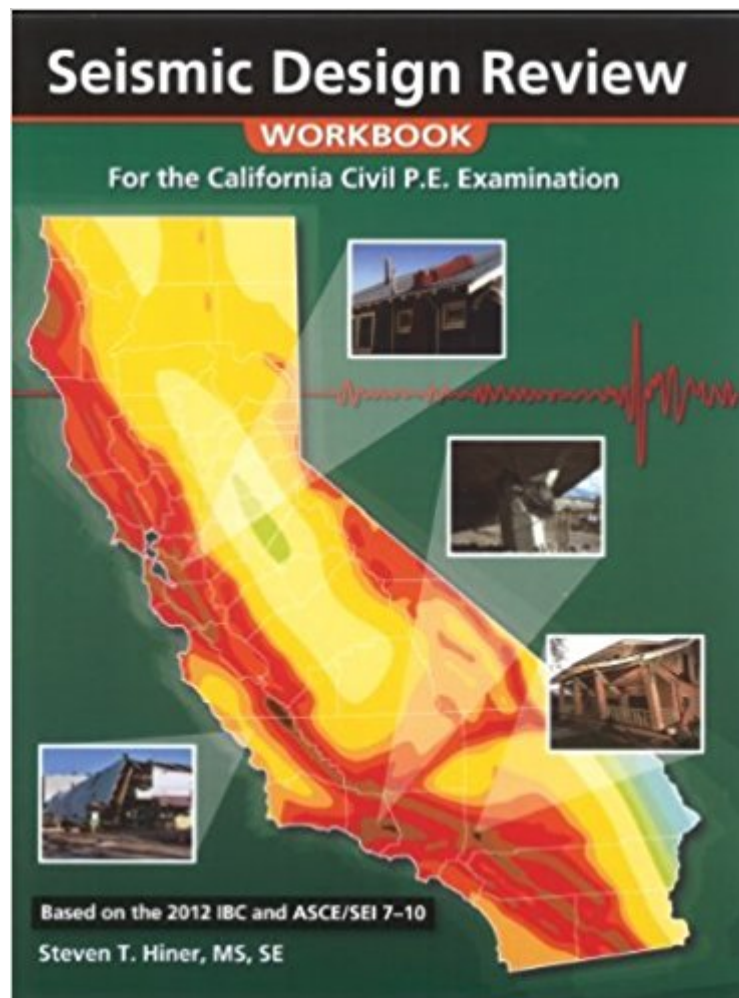 Seismic Design Review
WORKBOOK
For the California Civil P.E. Examination
Based on the 2012 IBC and ASCE/SEI 7–10
Steven T. Hiner, MS, SE